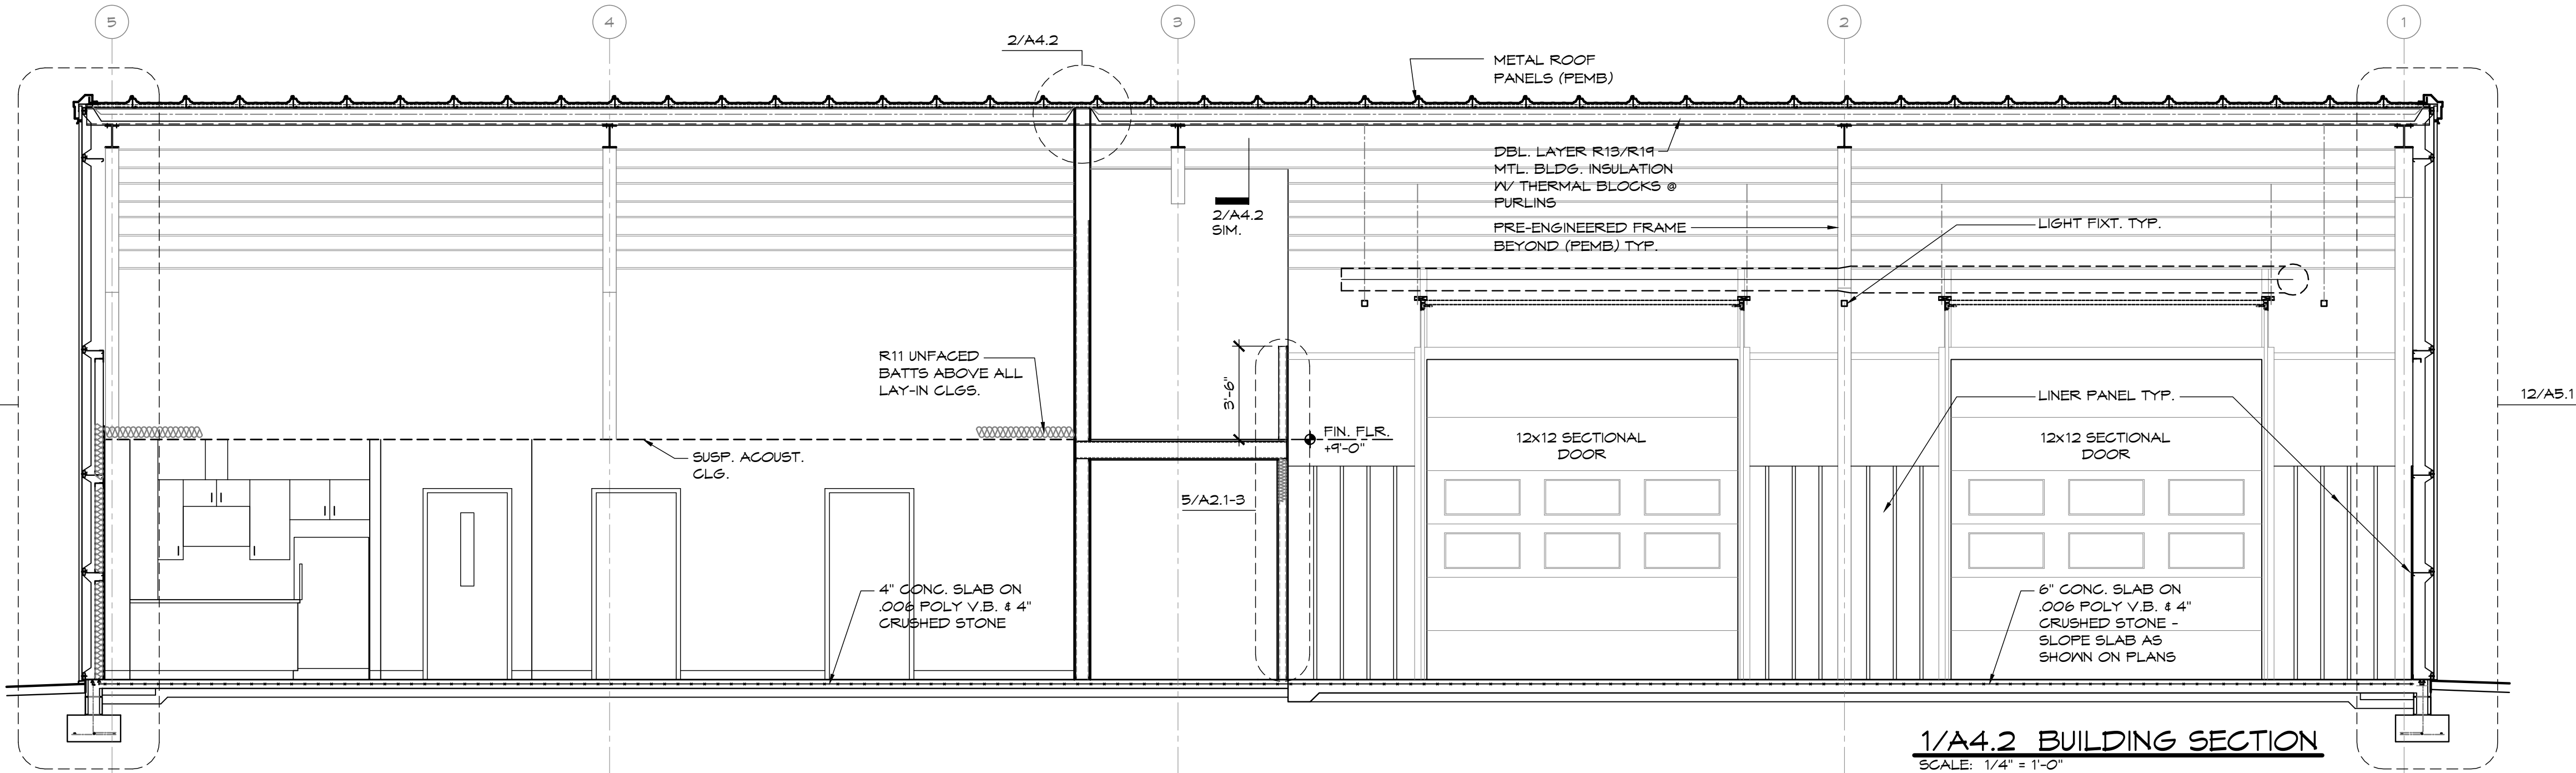 5
4
3
2
1
2/A4.2
METAL ROOF
PANELS (PEMB)
DBL. LAYER R13/R19
MTL. BLDG. INSULATION
W/ THERMAL BLOCKS @
PURLINS
2/A4.2
SIM.
PRE-ENGINEERED FRAME
BEYOND (PEMB) TYP.
LIGHT FIXT. TYP.
R11 UNFACED
BATTS ABOVE ALL
LAY-IN CLGS.
3'-6"
LINER PANEL TYP.
12/A5.1
FIN. FLR.
+9'-0"
12x12 SECTIONAL
DOOR
12x12 SECTIONAL
DOOR
SUSP. ACOUST.
CLG.
5/A2.1-3
4" CONC. SLAB ON
.006 POLY V.B. & 4"
CRUSHED STONE
6" CONC. SLAB ON
.006 POLY V.B. & 4"
CRUSHED STONE -
SLOPE SLAB AS
SHOWN ON PLANS
1/A4.2 BUILDING SECTION
SCALE: 1/4" = 1'-0"